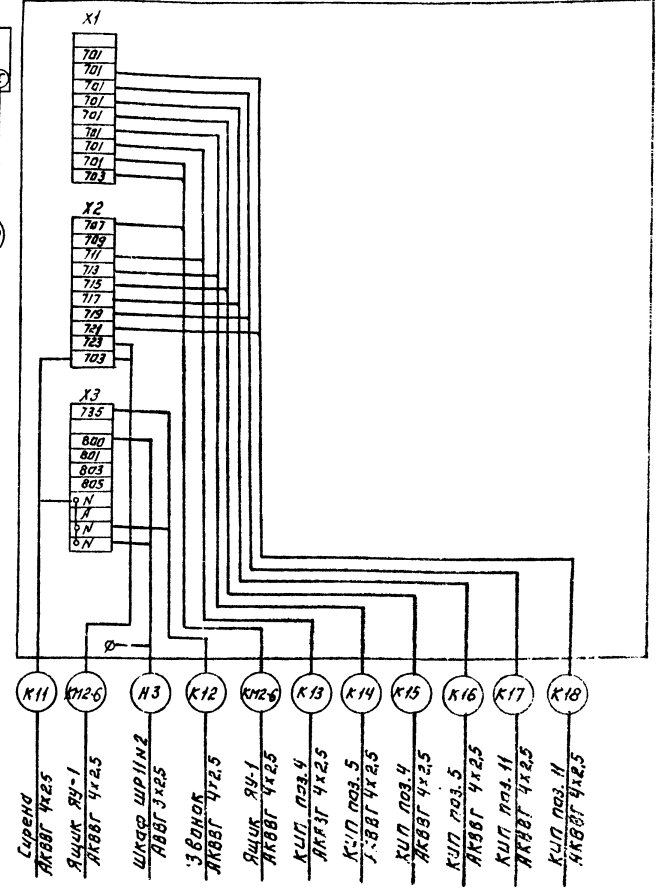 X1
701
701
701
701
701
701
701
701
703
X2
707
709
711
713
715
717
719
721
723
703
X3
735
800
801
803
805
N
A
N
N
К11
КМ2-6
Н3
К12
КМ2-6
К13
К14
К15
К16
К17
К18
Сирена
АКВВГ 4х2,5
Ящик ЯУ-1
АКВВГ 4х2,5
Шкаф ШР11N2
АВВГ 3х2,5
Звонок
АКВВГ 4х2,5
Ящик ЯУ-1
АКВВГ 4х2,5
КИП поз.4
АКВВГ 4х2,5
КИП поз.5
АКВВГ 4х2,5
КИП поз.4
АКВВГ 4х2,5
КИП поз.5
АКВВГ 4х2,5
КИП поз.11
АКВВГ 4х2,5
КИП поз.11
АКВВГ 4х2,5